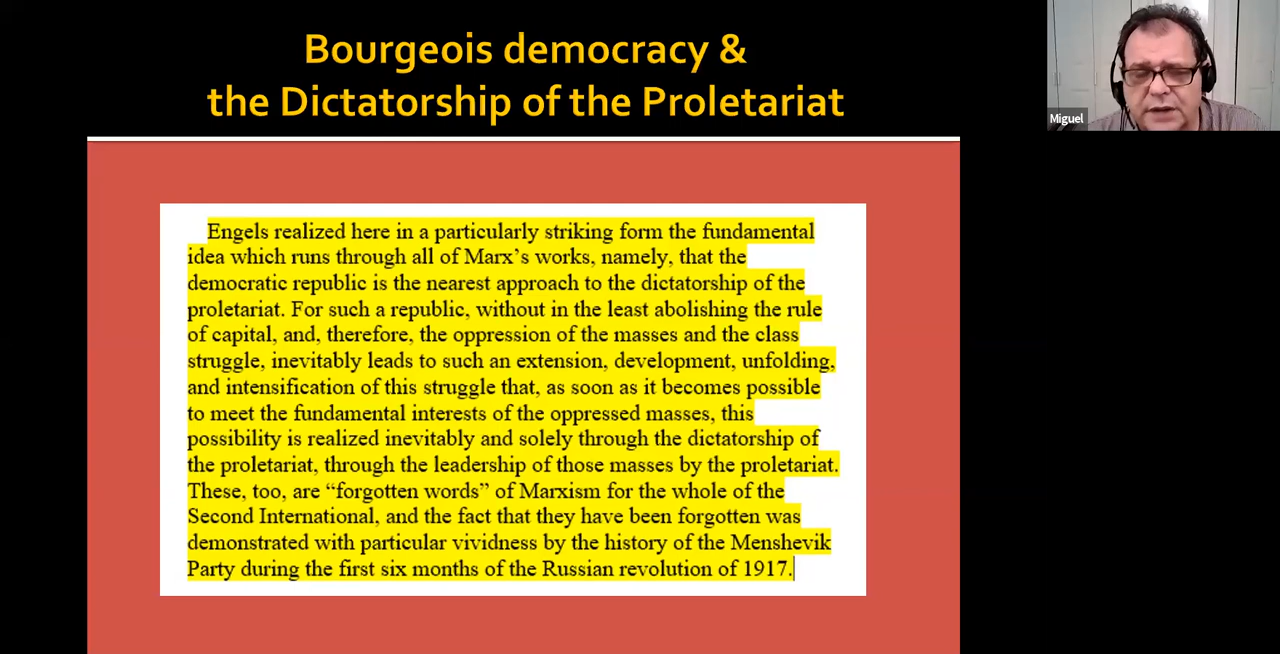 Bourgeois democracy &
the Dictatorship of the Proletariat
Miguel
Engels realized here in a particularly striking form the fundamental
idea which runs through all of Marx's works, namely, that the
democratic republic is the nearest approach to the dictatorship of the
proletariat. For such a republic, without in the least abolishing the rule
of capital, and, therefore, the oppression of the masses and the class
struggle, inevitably leads to such an extension, development, unfolding,
and intensification of this struggle that, as soon as it becomes possible
to meet the fundamental interests of the oppressed masses, this
possibility is realized inevitably and solely through the dictatorship of
the proletariat, through the leadership of those masses by the proletariat.
These, too, are “forgotten words” of Marxism for the whole of the
Second International, and the fact that they have been forgotten was
demonstrated with particular vividness by the history of the Menshevik
Party during the first six months of the Russian revolution of 1917.